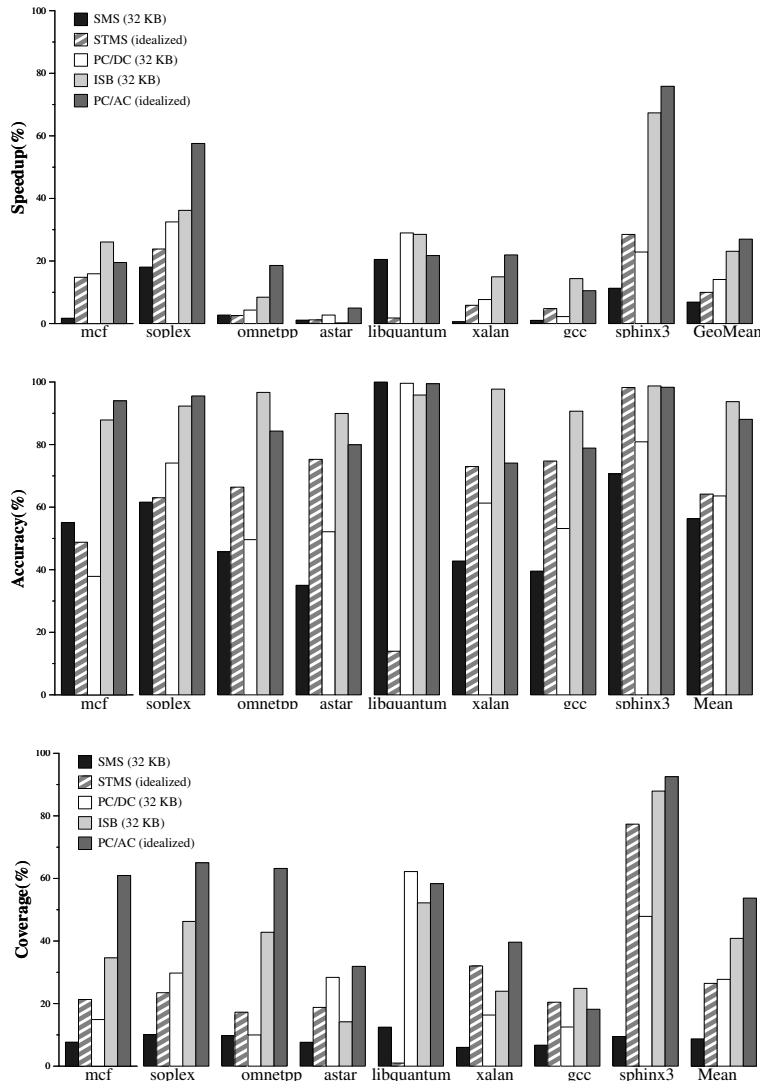 100
SMS (32 KB)
STMS (idealized)
80
PC/DC (32 KB)
ISB (32 KB)
PC/AC (idealized)
60
Speedup(%)
40
20
0
mcf soplex omnetpp astar libquantum xalan gcc sphinx3 GeoMean
100
80
60
Accuracy(%)
40
20
0
mcf soplex omnetpp astar libquantum xalan gcc sphinx3 Mean
100
SMS (32 KB)
STMS (idealized)
80
PC/DC (32 KB)
ISB (32 KB)
PC/AC (idealized)
60
Coverage(%)
40
20
0
mcf soplex omnetpp astar libquantum xalan gcc sphinx3 Mean